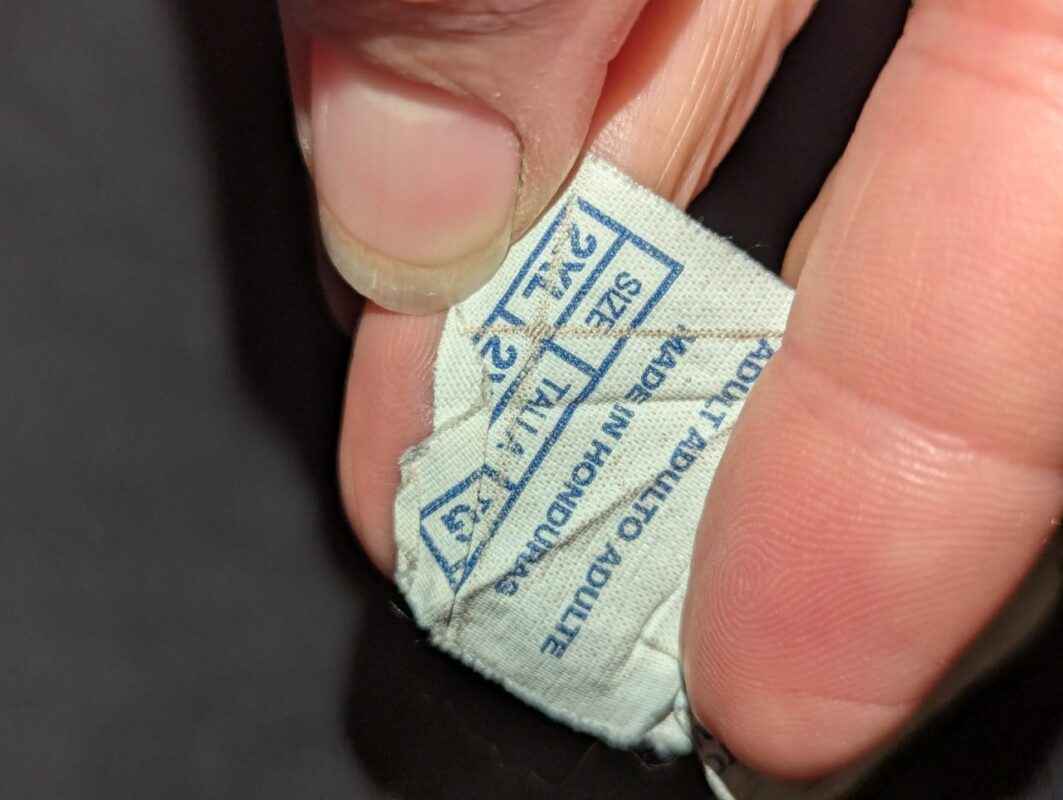 ADULT ADULTO ADULTE
MADE IN HONDURAS
SIZE TALLA
2XL